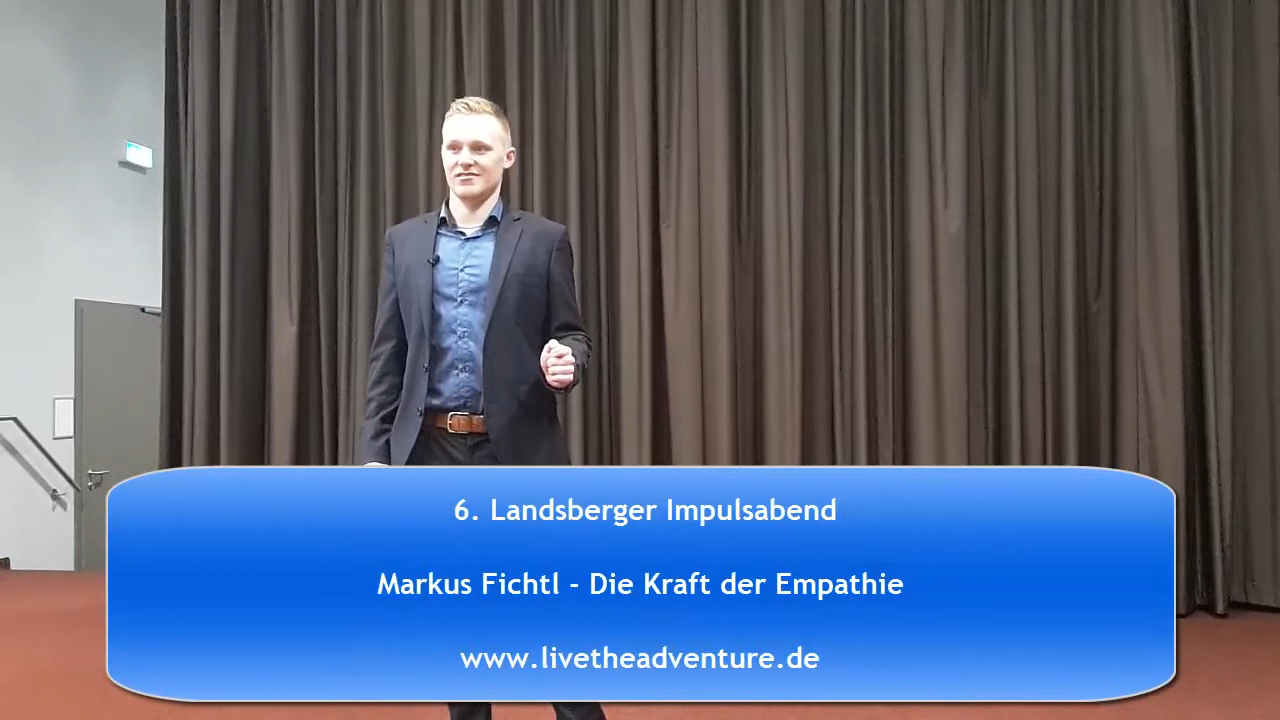 6. Landsberger Impulsabend
Markus Fichtl - Die Kraft der Empathie
www.livetheadventure.de